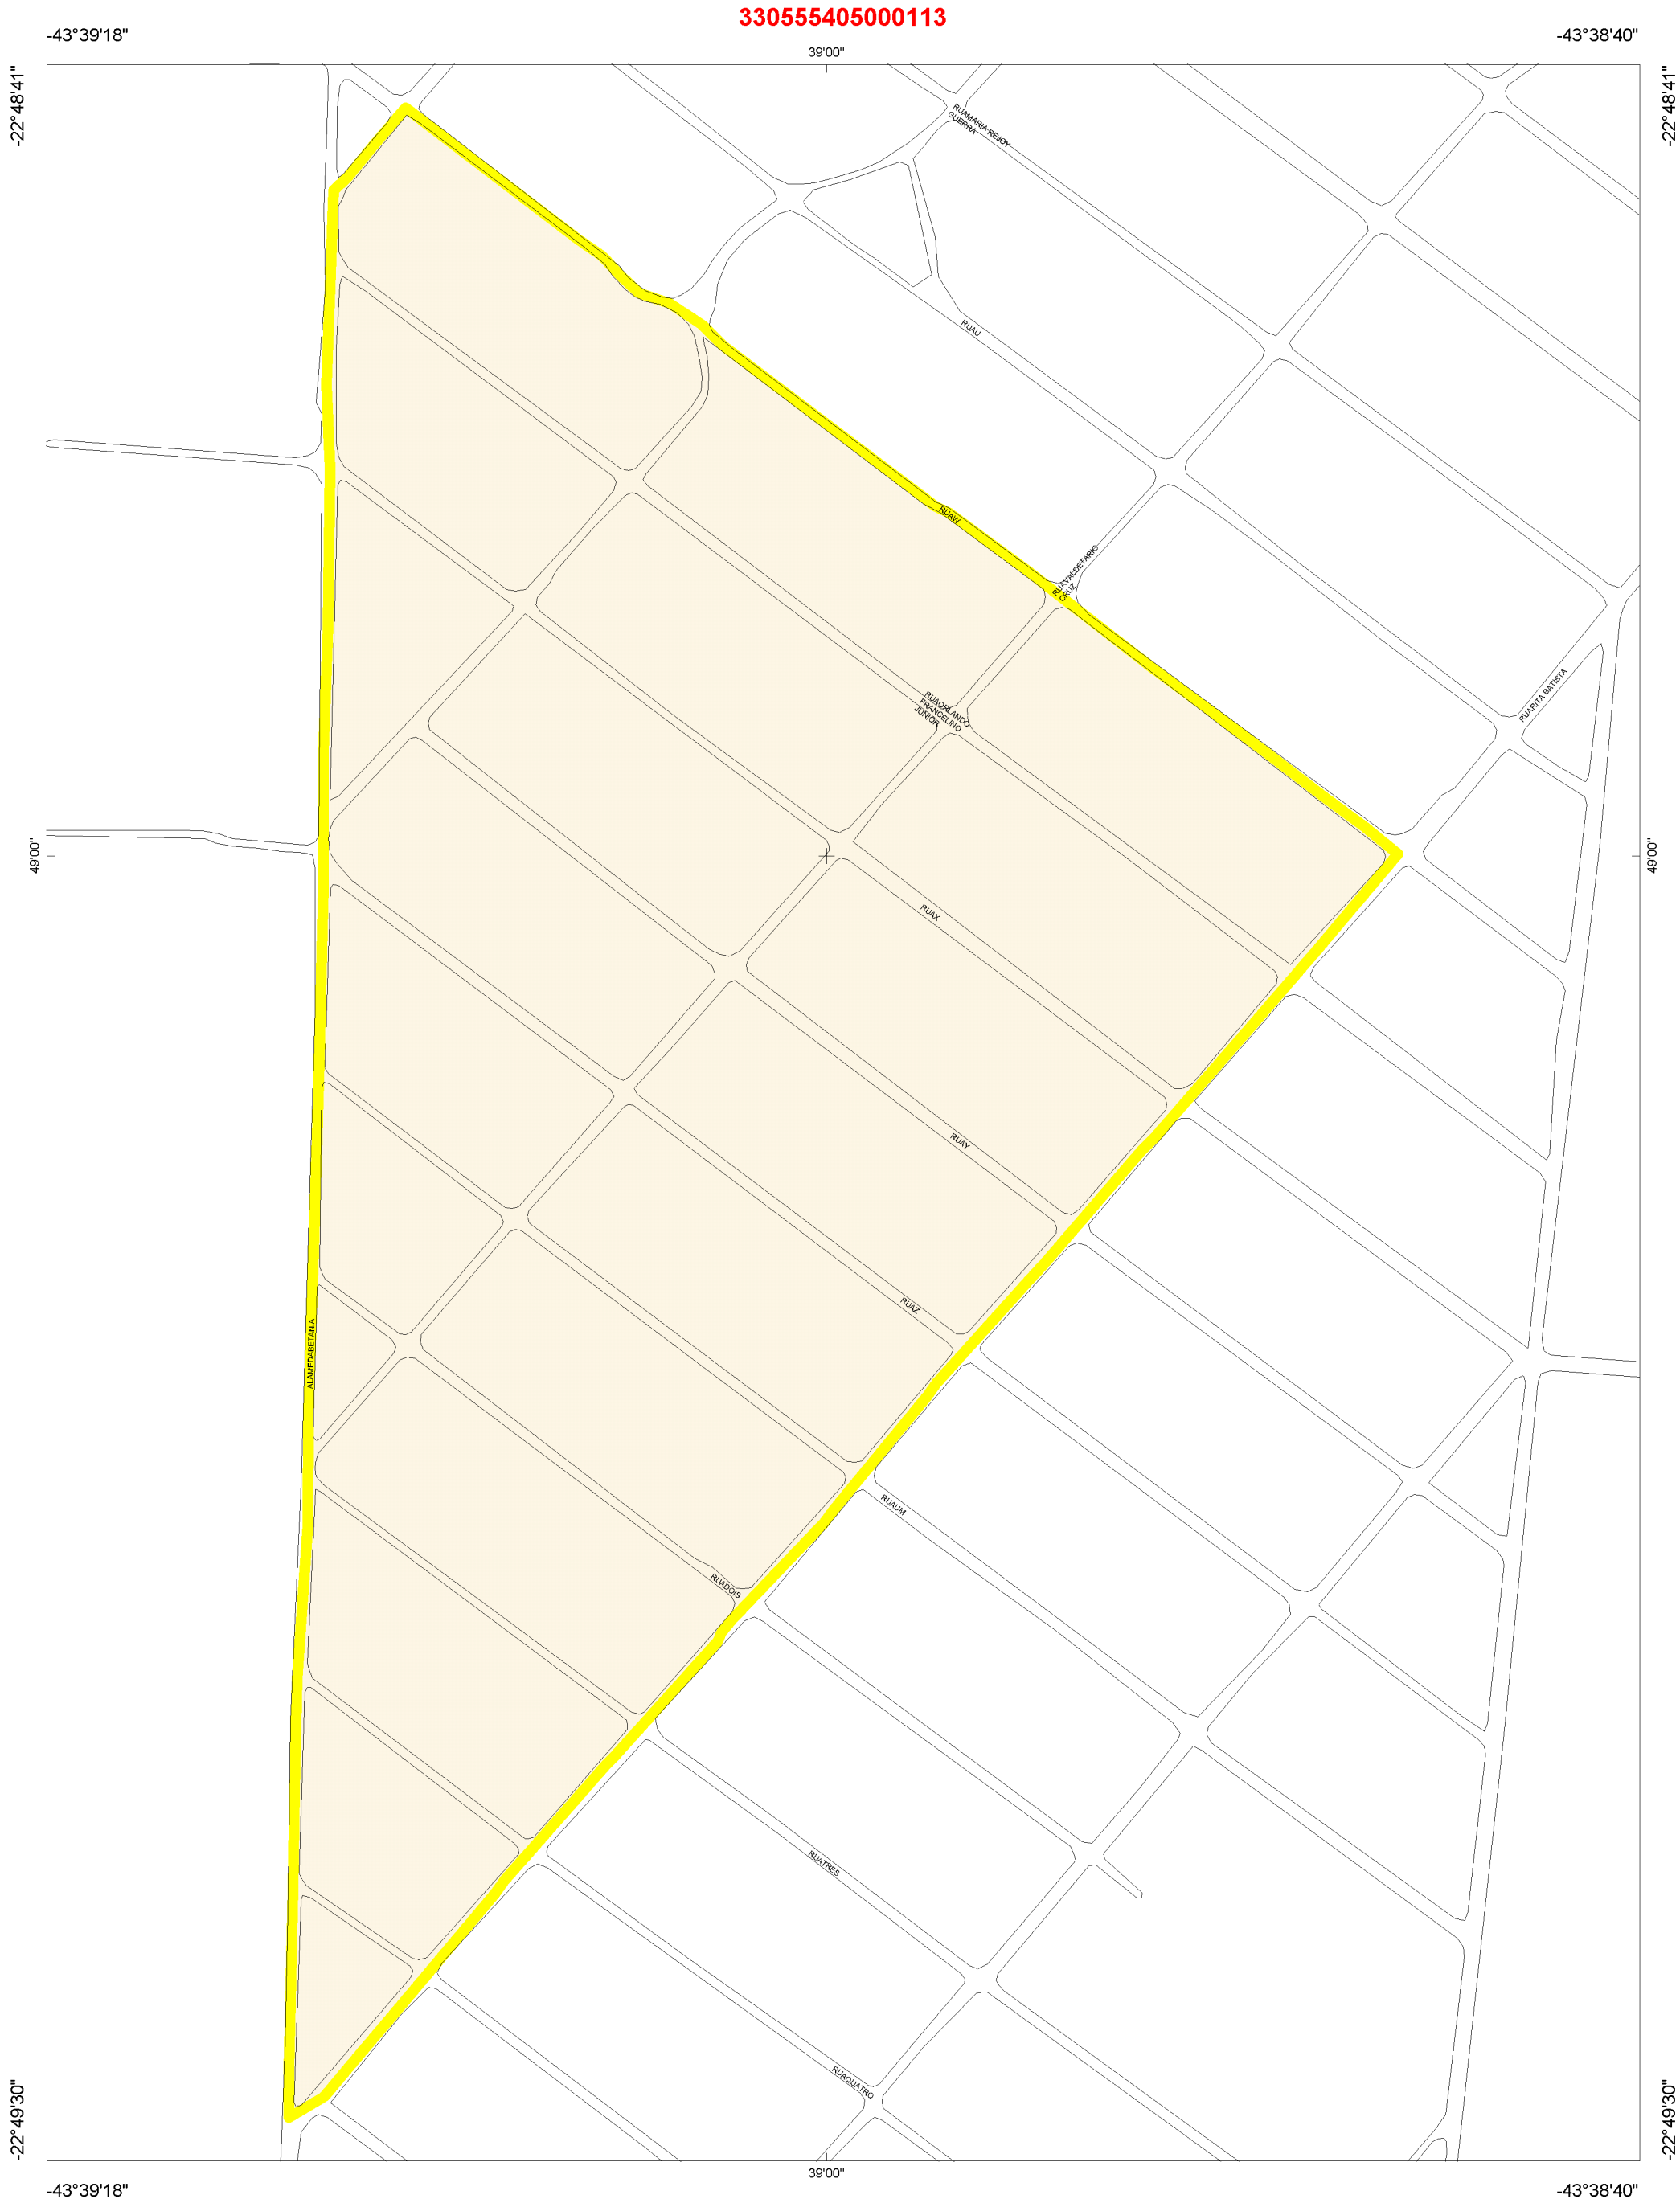 330555405000113
-43°39'18"
39'00"
-43°38'40"
-22°48'41"
-22°48'41"
RUAMARIA REJOY
GUERRA
RUAU
RUAW
RUAVALDETARIO
CRUZ
RUARITA BATISTA
RUAORLANDO
FRANCELINO
JUNIOR
49'00"
49'00"
RUAX
RUAY
RUAZ
ALAMEDABETANIA
RUAUM
RUADOIS
RUATRES
RUAQUATRO
-22°49'30"
-22°49'30"
-43°39'18"
39'00"
-43°38'40"